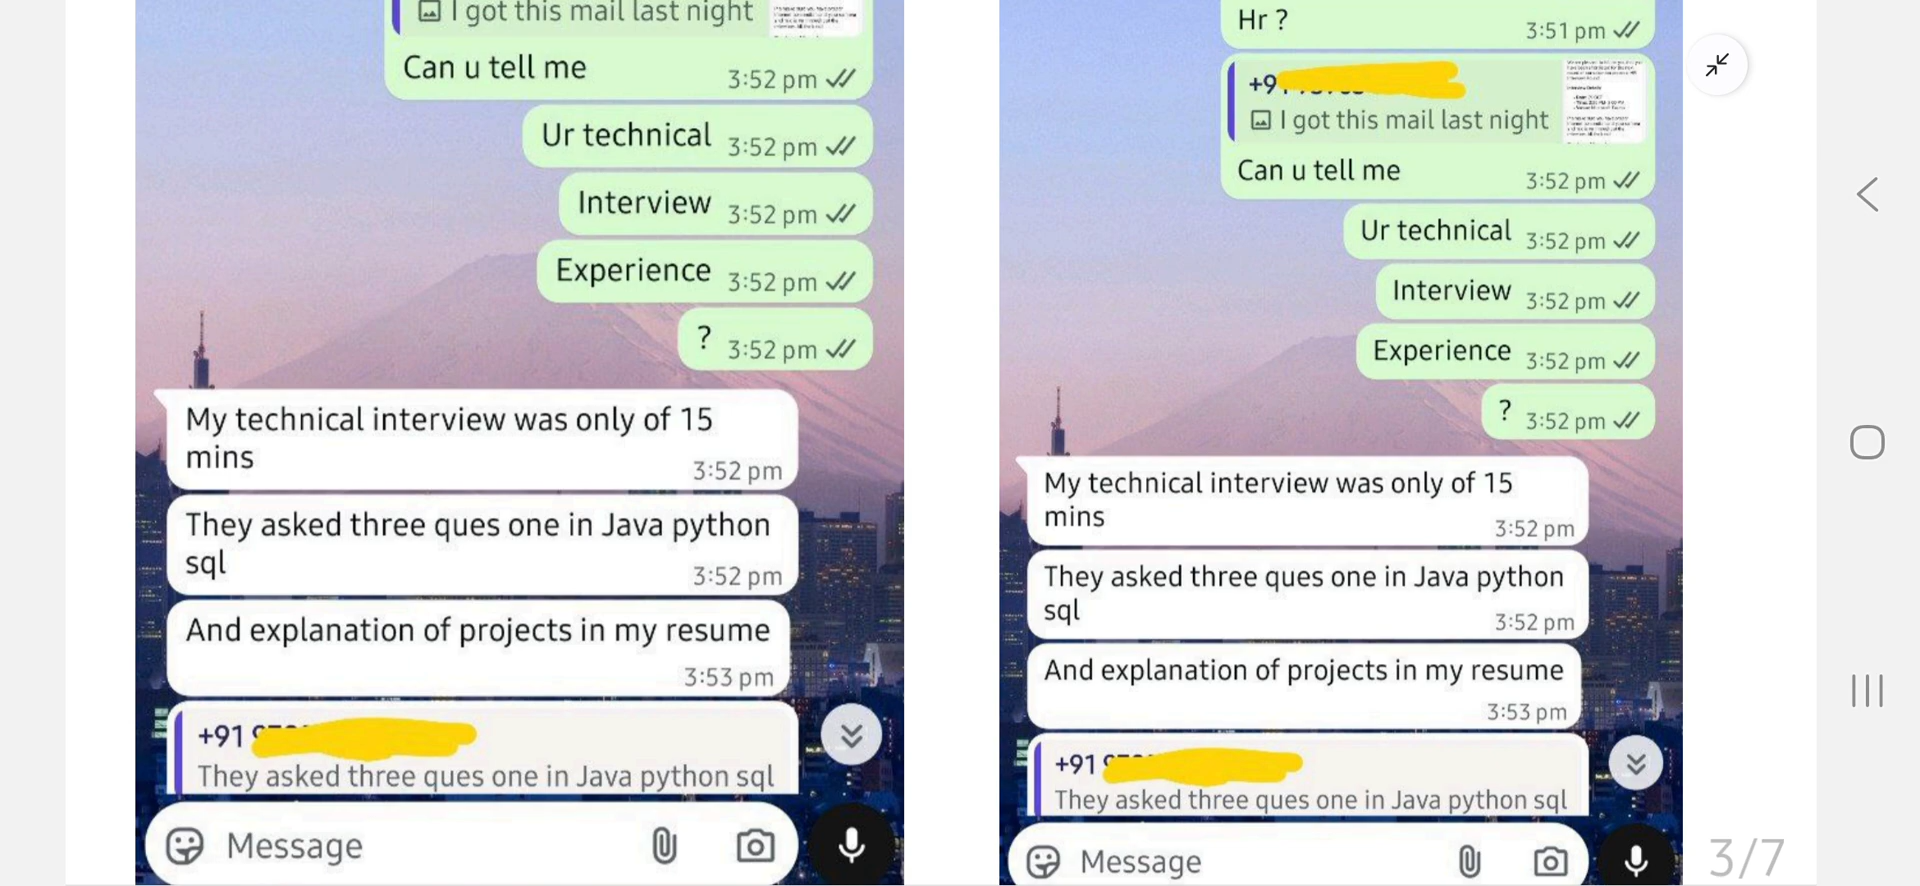 I got this mail last night
Can u tell me
3:52 pm
Ur technical
3:52 pm
Interview
3:52 pm
Experience
3:52 pm
?
3:52 pm
My technical interview was only of 15
mins
3:52 pm
They asked three ques one in Java python
sql
3:52 pm
And explanation of projects in my resume
3:53 pm
+91
They asked three ques one in Java python sql
Message
Hr ?
3:51 pm
+9
I got this mail last night
Can u tell me
3:52 pm
Ur technical
3:52 pm
Interview
3:52 pm
Experience
3:52 pm
?
3:52 pm
My technical interview was only of 15
mins
3:52 pm
They asked three ques one in Java python
sql
3:52 pm
And explanation of projects in my resume
3:53 pm
+91
They asked three ques one in Java python sql
Message
3/7